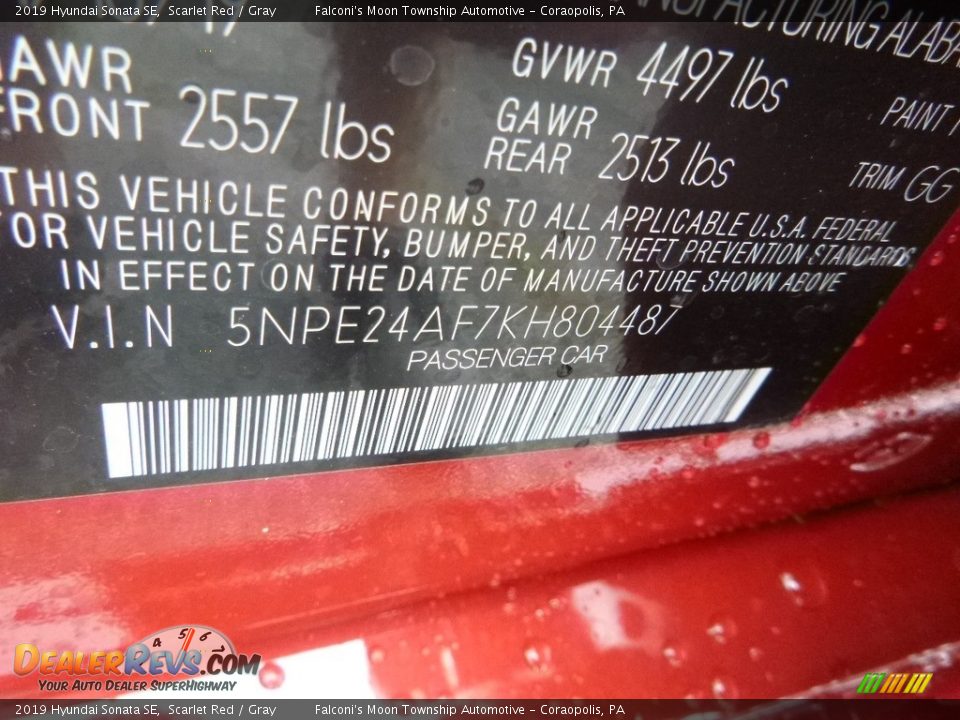 2019 Hyundai Sonata SE, Scarlet Red / Gray Falconi's Moon Township Automotive - Coraopolis, PA
GAWR
FRONT 2557 lbs
GVWR 4497 lbs
GAWR
REAR 2513 lbs
PAINT
TRIM GG
THIS VEHICLE CONFORMS TO ALL APPLICABLE U.S.A. FEDERAL
FOR VEHICLE SAFETY, BUMPER, AND THEFT PREVENTION STANDARDS
IN EFFECT ON THE DATE OF MANUFACTURE SHOWN ABOVE
V.I.N 5NPE24AF7KH804487
PASSENGER CAR
4 5 6
DEALERREVS.COM
YOUR AUTO DEALER SUPERHIGHWAY
2019 Hyundai Sonata SE, Scarlet Red / Gray Falconi's Moon Township Automotive - Coraopolis, PA